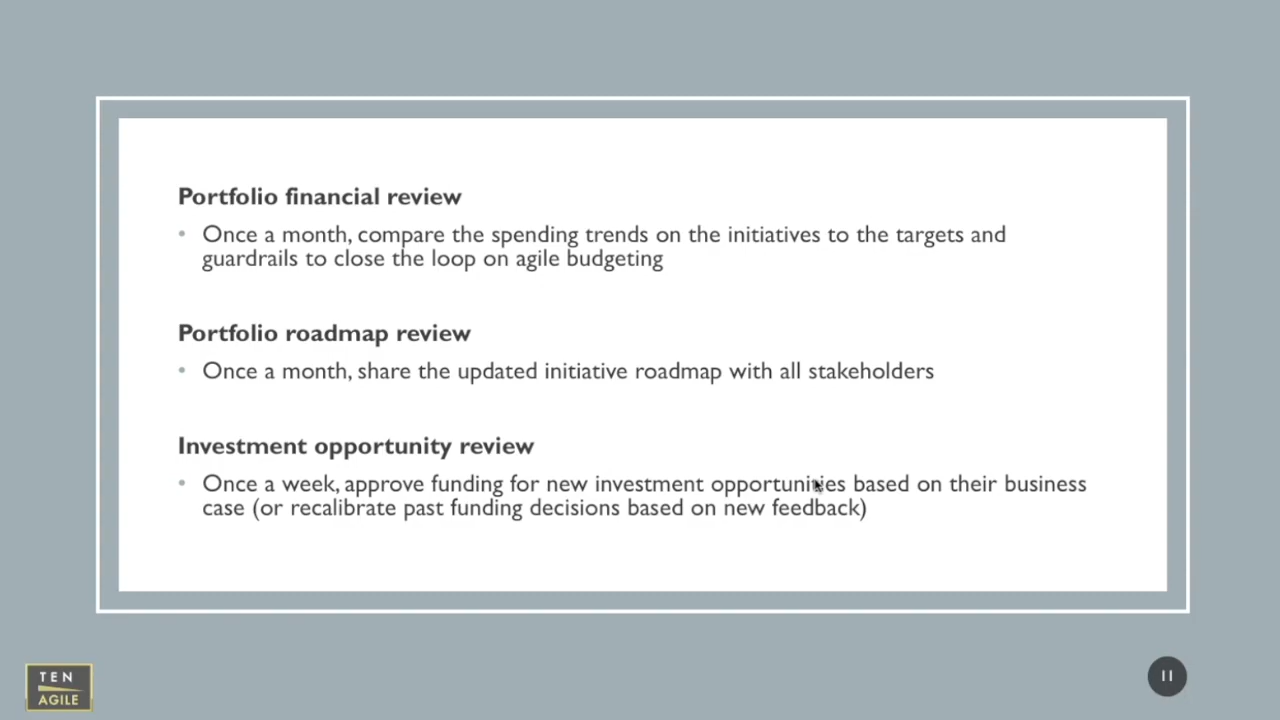 Portfolio financial review
• Once a month, compare the spending trends on the initiatives to the targets and
guardrails to close the loop on agile budgeting
Portfolio roadmap review
• Once a month, share the updated initiative roadmap with all stakeholders
Investment opportunity review
• Once a week, approve funding for new investment opportunities based on their business
case (or recalibrate past funding decisions based on new feedback)
TEN
AGILE
11